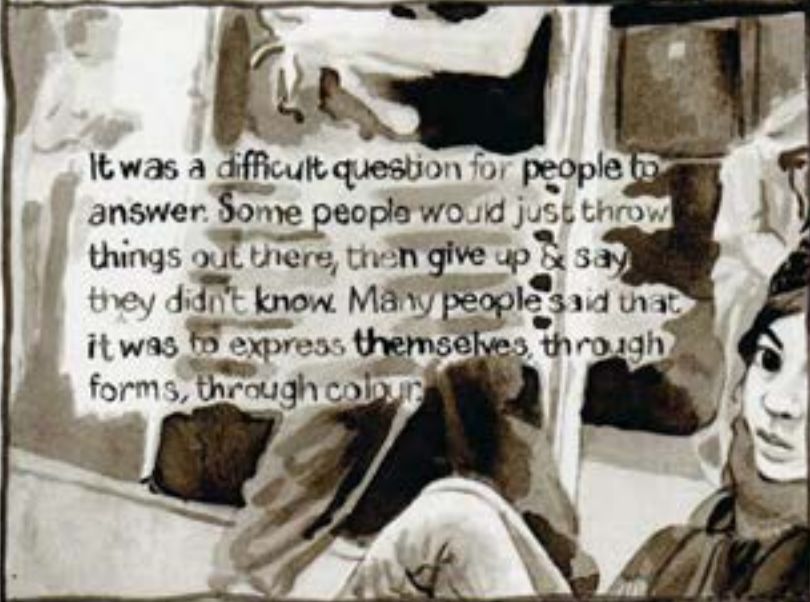 It was a difficult question for people to
answer. Some people would just throw
things out there, then give up & say
they didn't know. Many people said that
it was to express themselves, through
forms, through colour.